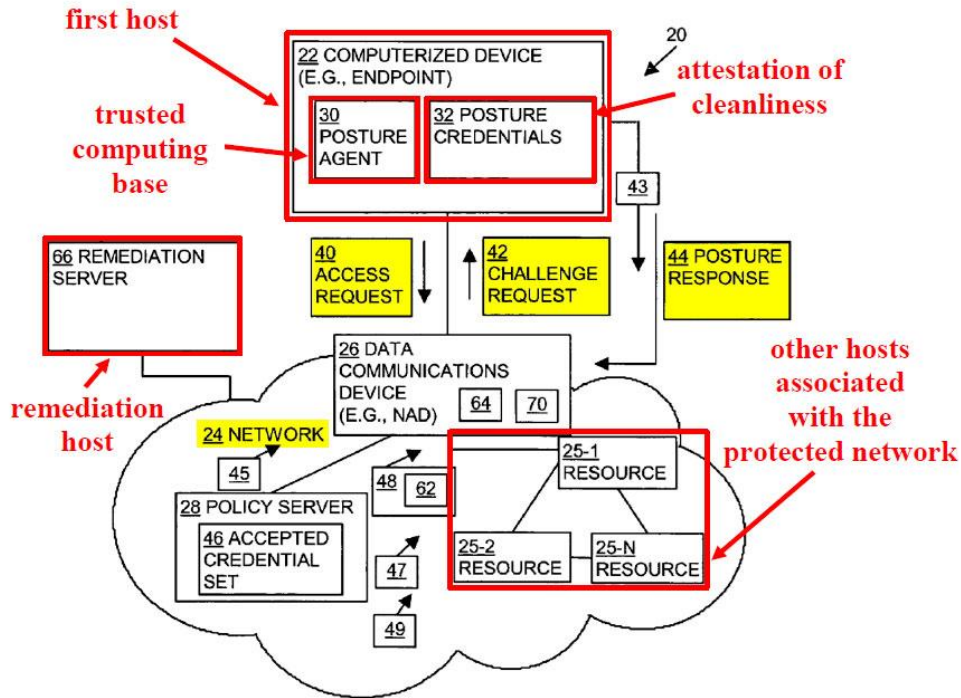 first host
20
22 COMPUTERIZED DEVICE
(E.G., ENDPOINT)
attestation of
cleanliness
trusted
computing
base
30
POSTURE
AGENT
32 POSTURE
CREDENTIALS
43
66 REMEDIATION
SERVER
40
ACCESS
REQUEST
42
CHALLENGE
REQUEST
44 POSTURE
RESPONSE
remediation
host
26 DATA
COMMUNICATIONS
DEVICE
(E.G., NAD)
64
70
other hosts
associated
with the
protected network
24 NETWORK
45
48
62
25-1
RESOURCE
28 POLICY SERVER
46 ACCEPTED
CREDENTIAL
SET
47
49
25-2
RESOURCE
25-N
RESOURCE